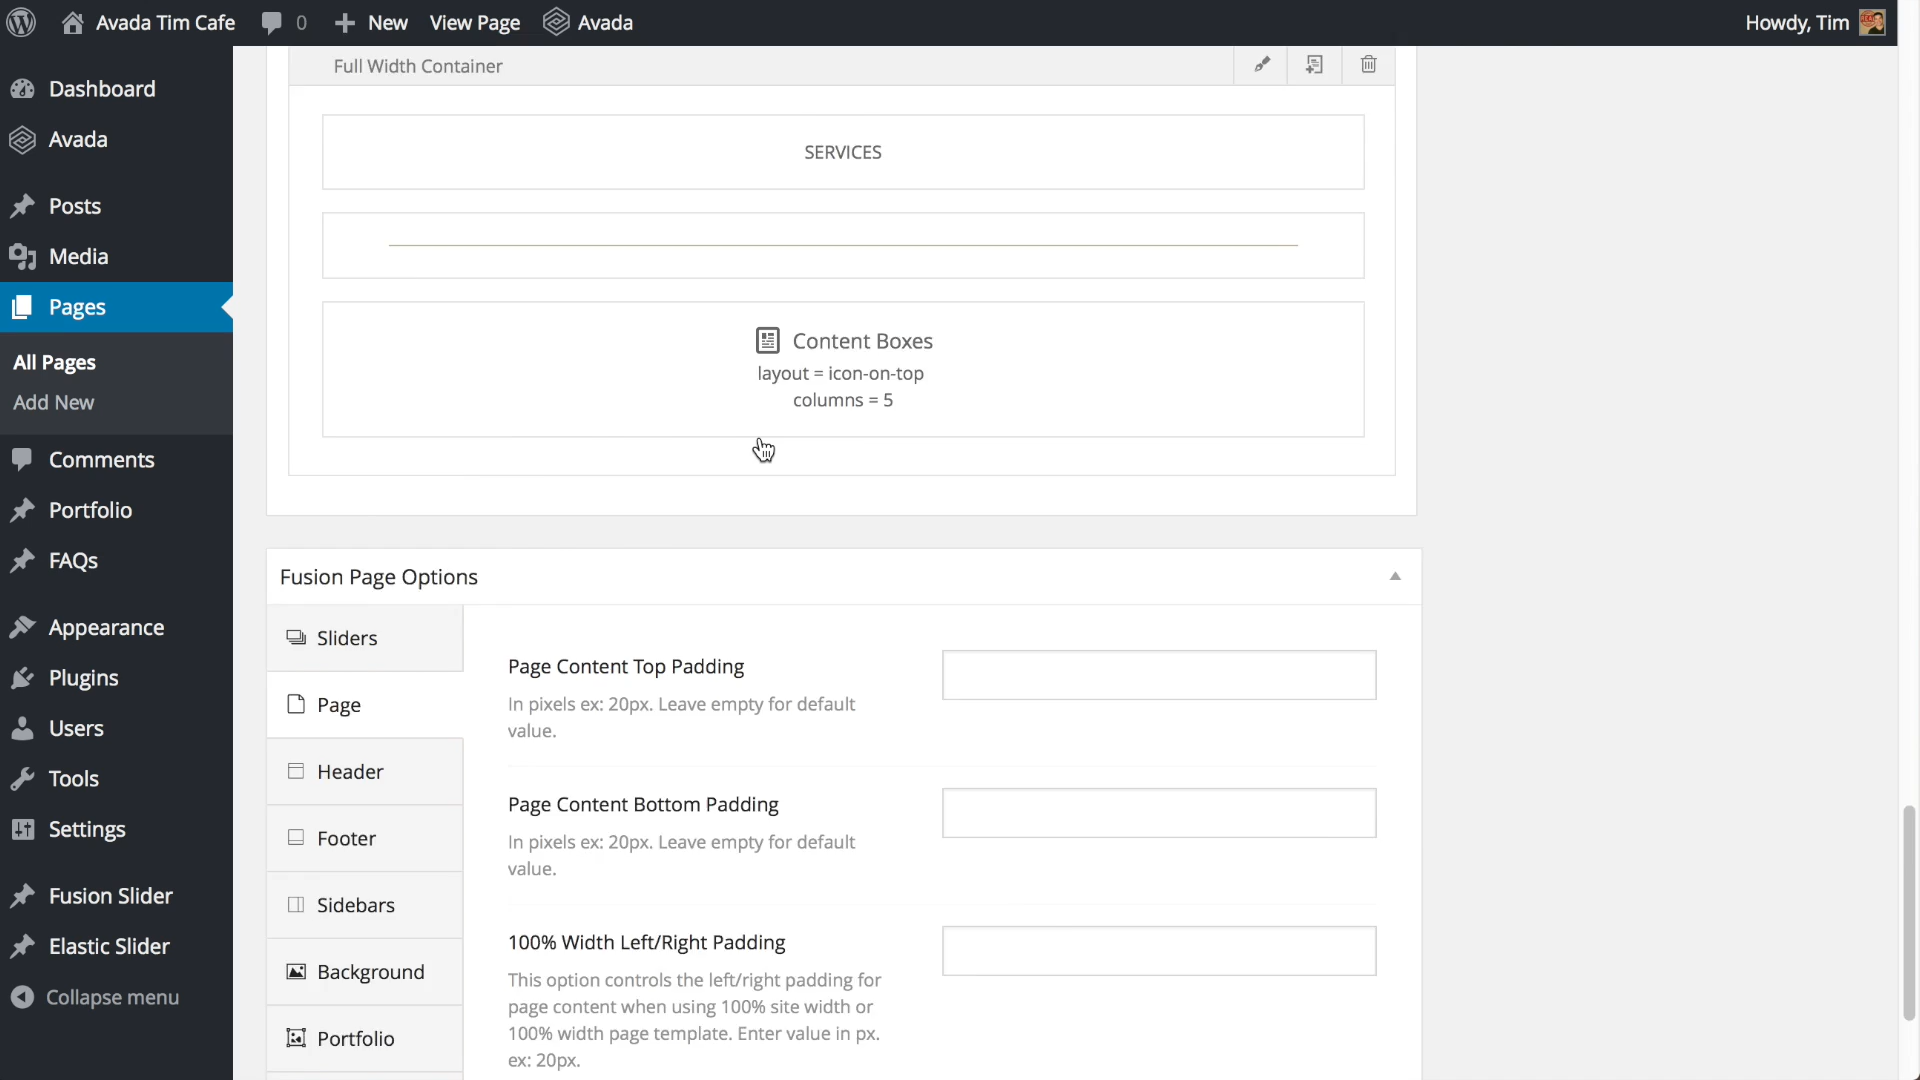 Avada Tim Cafe
0
New
View Page
Avada
Howdy, Tim
Dashboard
Avada
Posts
Media
Pages
All Pages
Add New
Comments
Portfolio
FAQs
Appearance
Plugins
Users
Tools
Settings
Fusion Slider
Elastic Slider
Collapse menu
Full Width Container
SERVICES
Content Boxes
layout = icon-on-top
columns = 5
Fusion Page Options
Sliders
Page
Header
Footer
Sidebars
Background
Portfolio
Page Content Top Padding
In pixels ex: 20px. Leave empty for default
value.
Page Content Bottom Padding
In pixels ex: 20px. Leave empty for default
value.
100% Width Left/Right Padding
This option controls the left/right padding for
page content when using 100% site width or
100% width page template. Enter value in px.
ex: 20px.